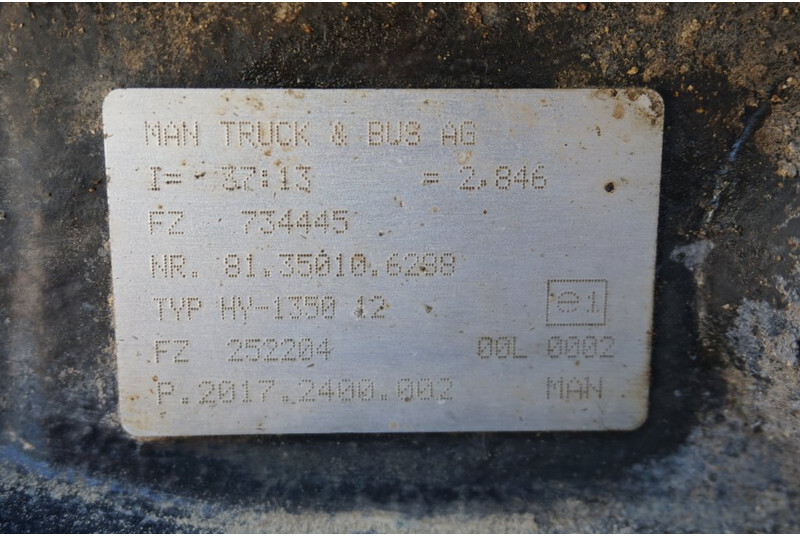 MAN TRUCK & BUS AG
I= 37:13 = 2.846
FZ 734445
NR. 81.35010.6288
TYP HY-1350 12 e1
FZ 252204 00L 0002
P.2017.2400.002 MAN